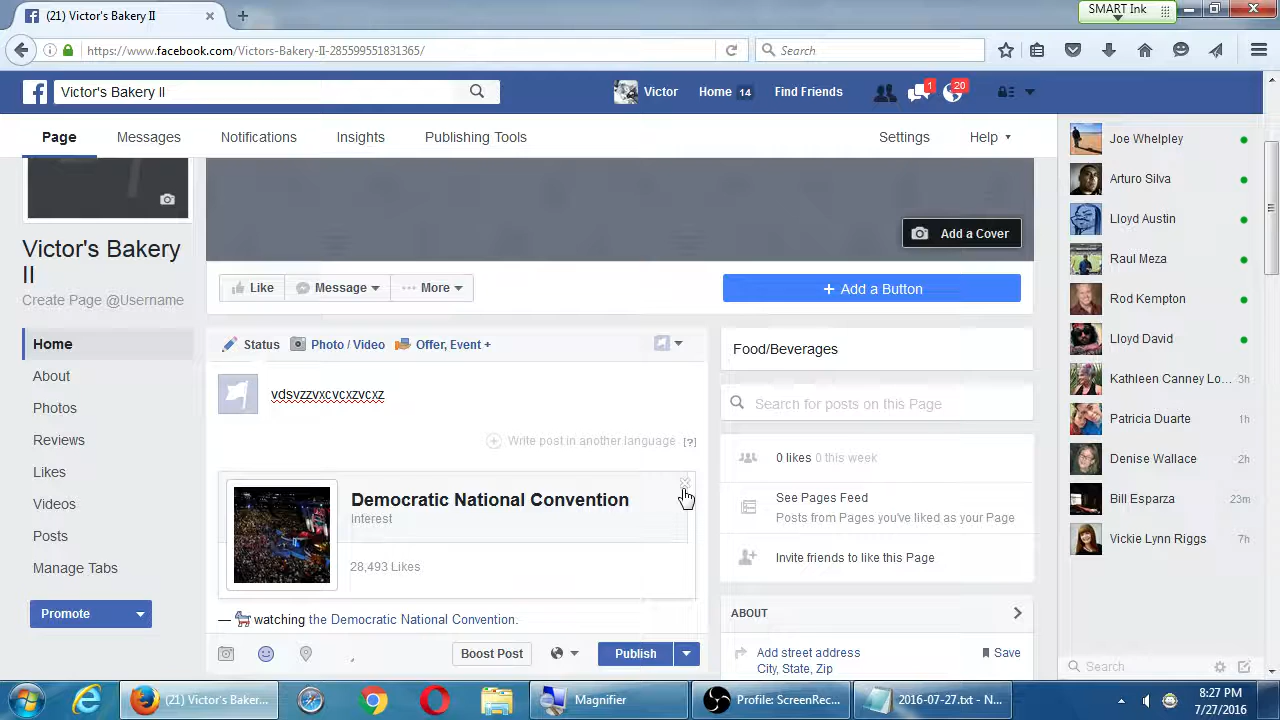 SMART Ink
(21) Victor's Bakery II
https://www.facebook.com/Victors-Bakery-II-285599551831365/
Search
Victor's Bakery II
Victor
Home 14
Find Friends
1
20
Page
Messages
Notifications
Insights
Publishing Tools
Settings
Help
Joe Whelpley
Arturo Silva
Lloyd Austin
Raul Meza
Rod Kempton
Lloyd David
Kathleen Canney Lo... 3h
Patricia Duarte 1h
Denise Wallace 2h
Bill Esparza 23m
Vickie Lynn Riggs 7h
Search
Add a Cover
Victor's Bakery
II
Create Page @Username
Like
Message
More
+ Add a Button
Home
About
Photos
Reviews
Likes
Videos
Posts
Manage Tabs
Promote
Status
Photo / Video
Offer, Event +
vdsvzzvxcvcxzvcxz
Write post in another language [?]
Democratic National Convention
Interest
28,493 Likes
— watching the Democratic National Convention.
Boost Post
Publish
Food/Beverages
Search for posts on this Page
0 likes 0 this week
See Pages Feed
Posts from Pages you've liked as your Page
Invite friends to like this Page
ABOUT
Add street address
City, State, Zip
Save
(21) Victor's Baker...
Magnifier
Profile: ScreenRec...
2016-07-27.txt - N...
8:27 PM
7/27/2016